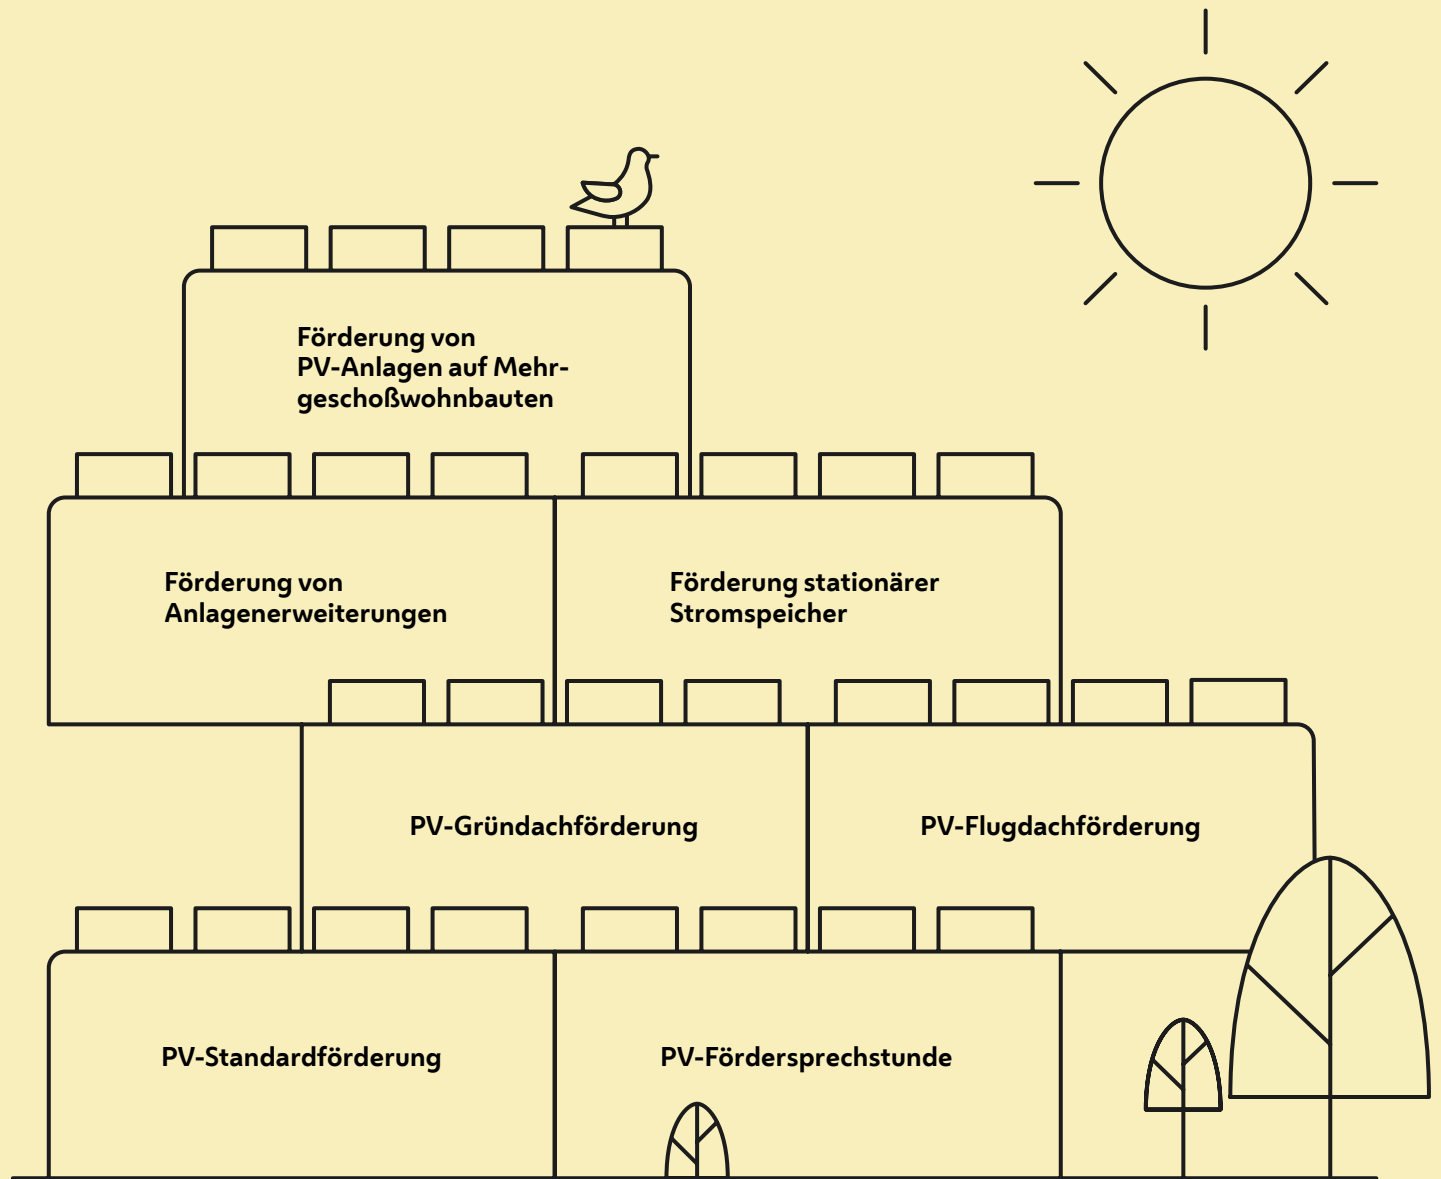 Förderung von
PV-Anlagen auf Mehr-
geschoßwohnbauten
Förderung von
Anlagenerweiterungen
Förderung stationärer
Stromspeicher
PV-Gründachförderung
PV-Flugdachförderung
PV-Standardförderung
PV-Fördersprechstunde